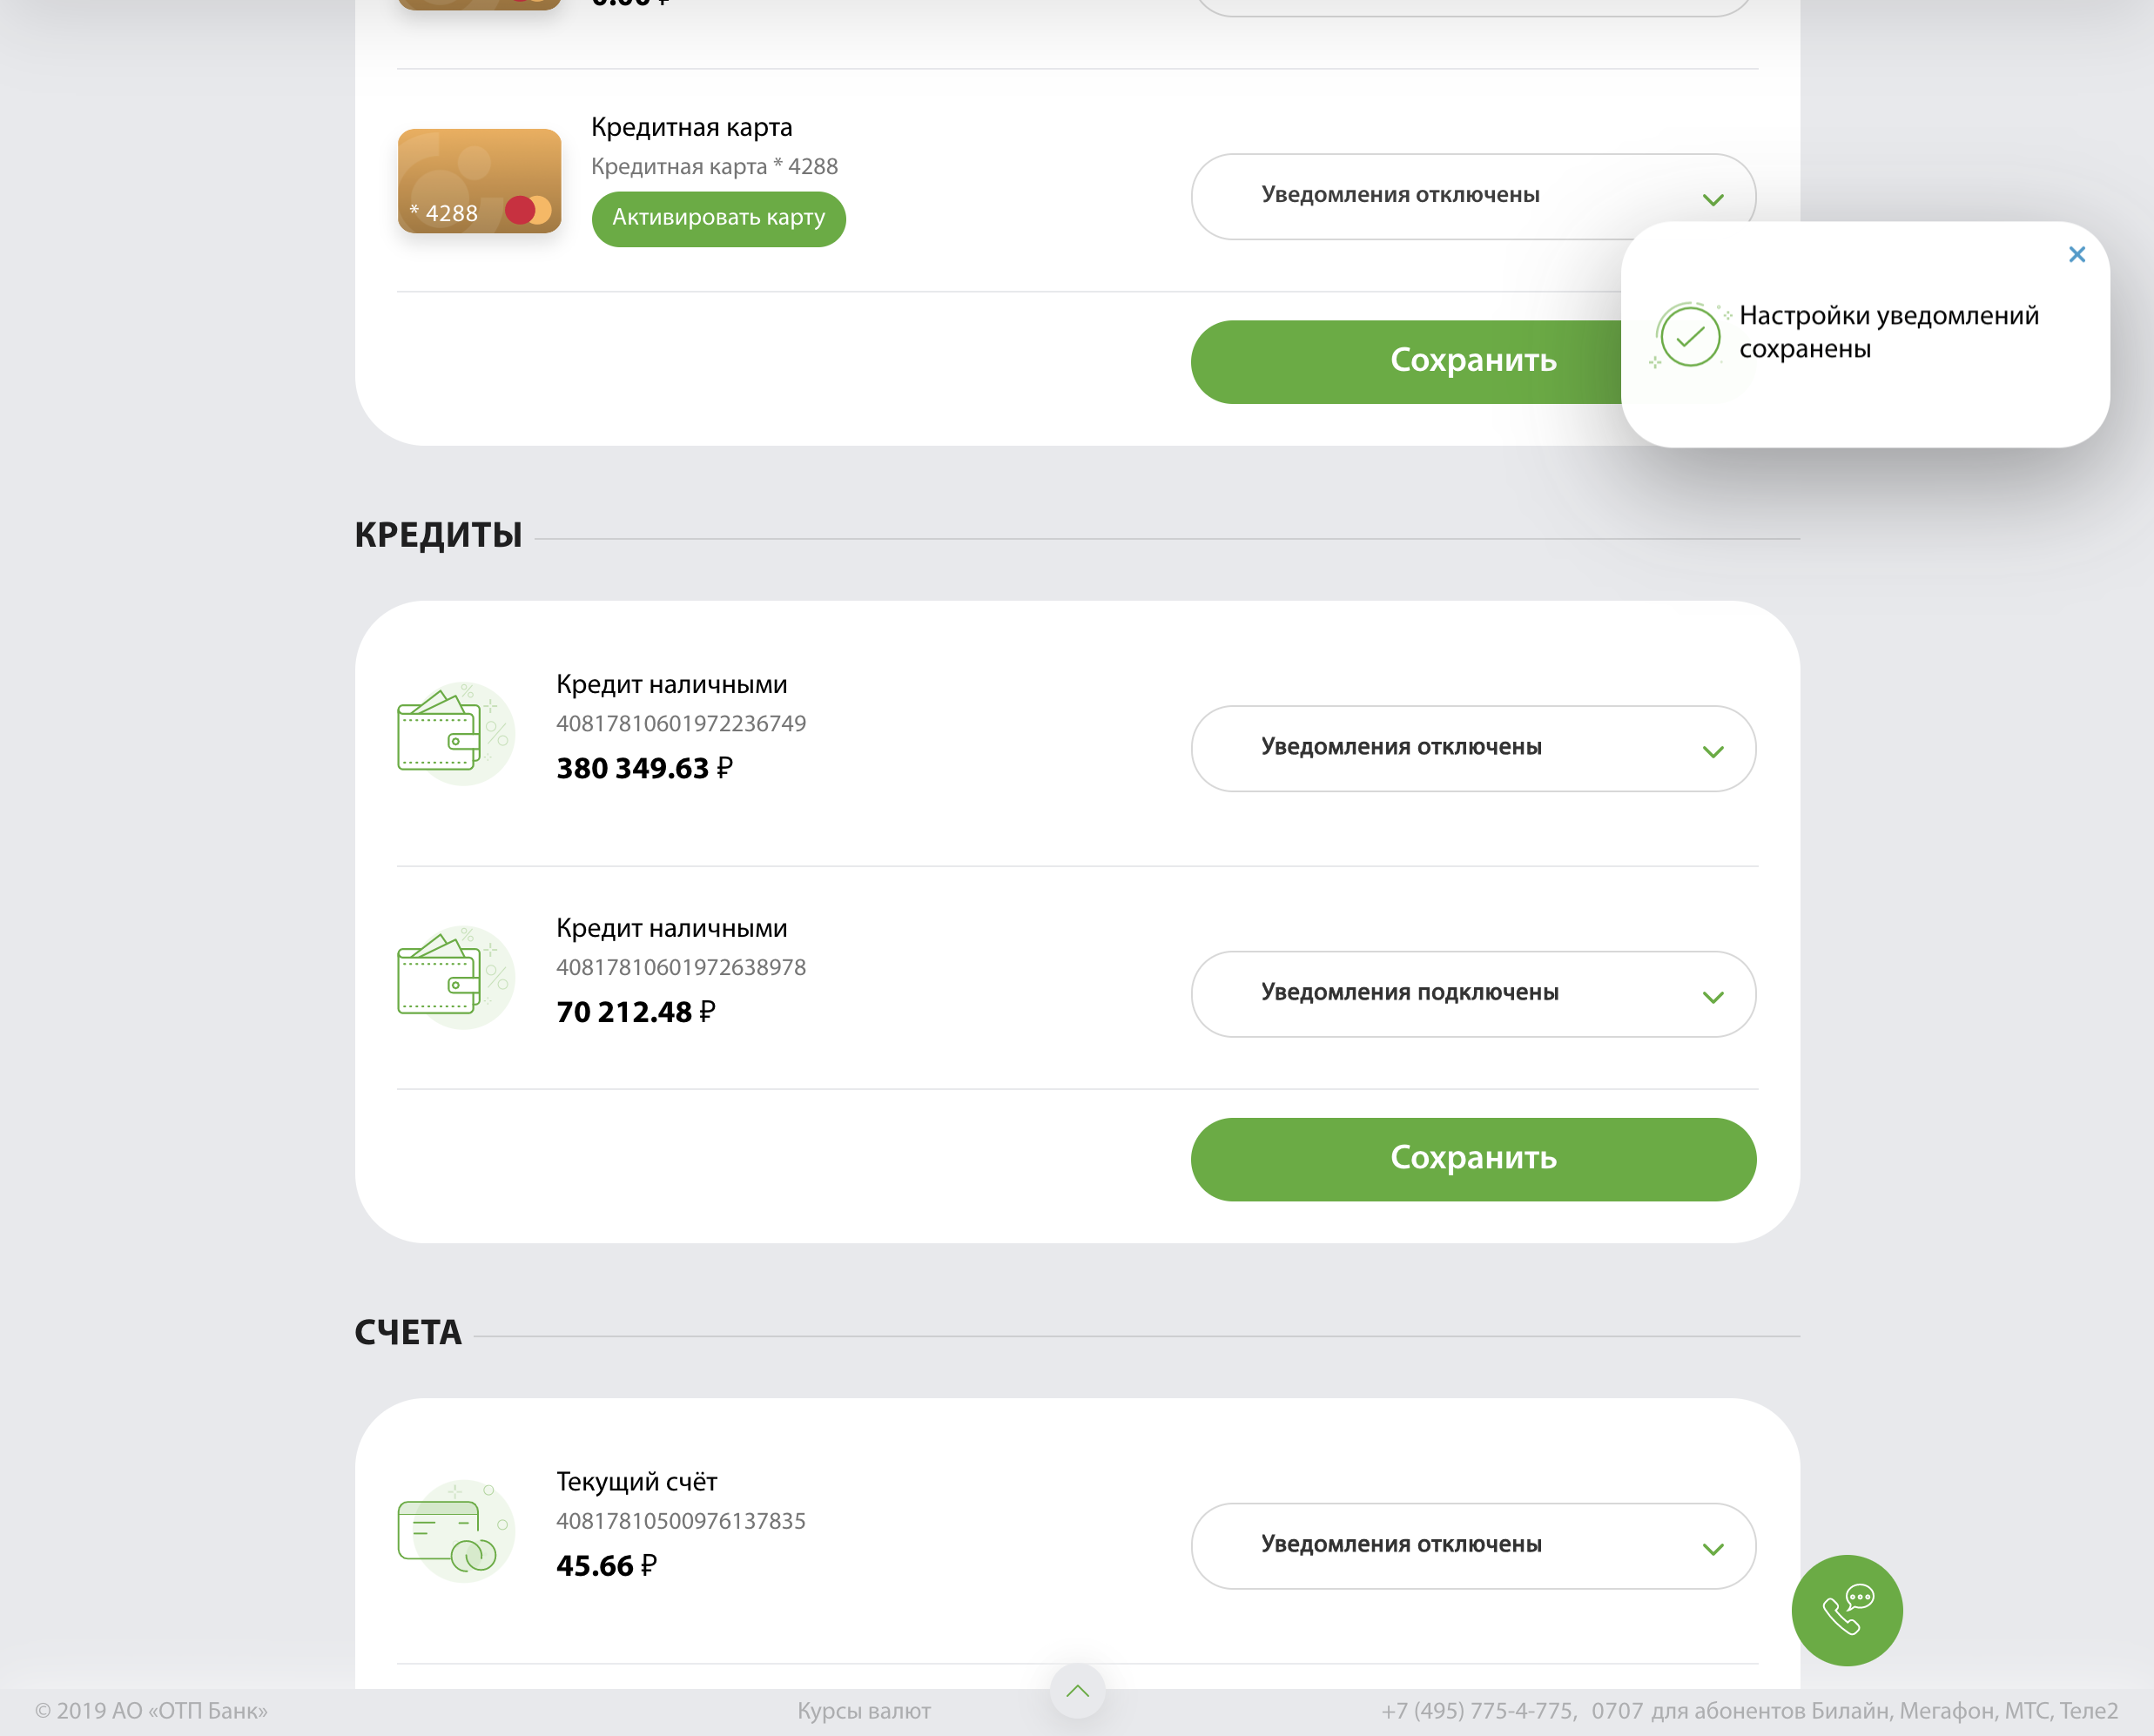 Кредитная карта
Кредитная карта * 4288
* 4288
Активировать карту
Уведомления отключены
Сохранить
Настройки уведомлений
сохранены
КРЕДИТЫ
Кредит наличными
40817810601972236749
380 349.63 ₽
Уведомления отключены
Кредит наличными
40817810601972638978
70 212.48 ₽
Уведомления подключены
Сохранить
СЧЕТА
Текущий счёт
40817810500976137835
45.66 ₽
Уведомления отключены
© 2019 АО «ОТП Банк»
Курсы валют
+7 (495) 775-4-775, 0707 для абонентов Билайн, Мегафон, МТС, Теле2